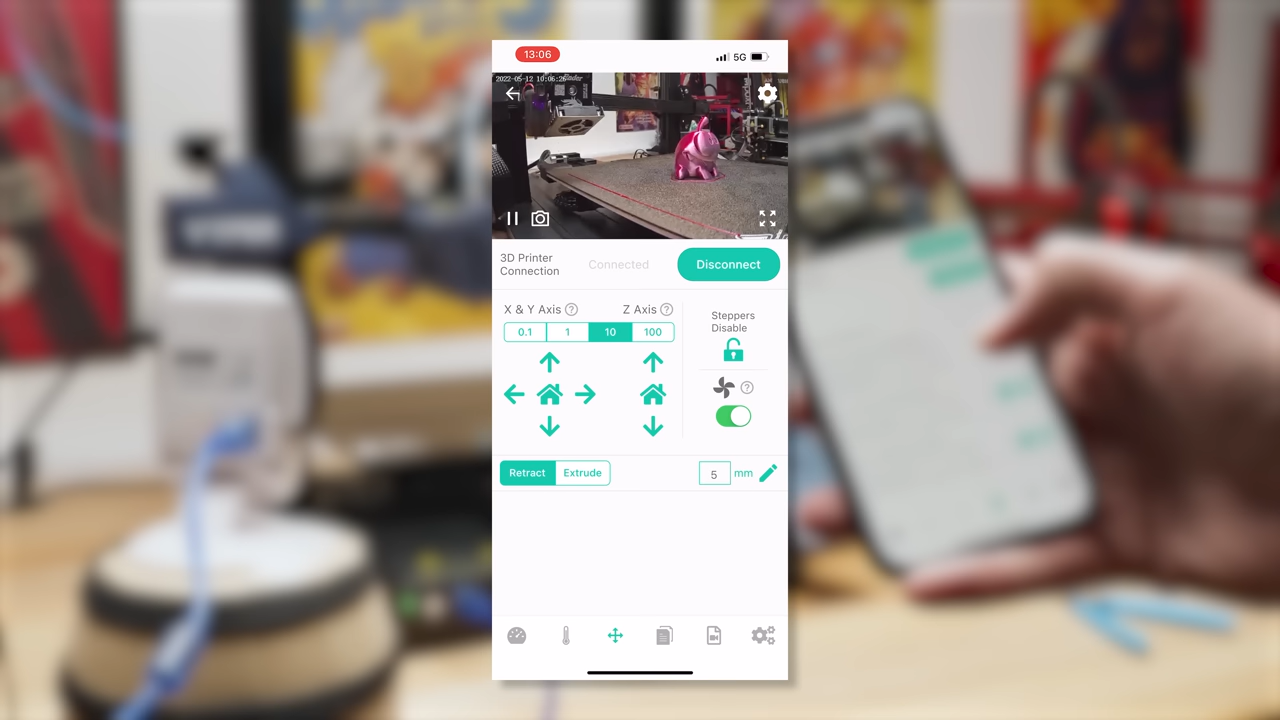 13:06
5G
2022-05-12 10:06:26
3D Printer
Connection
Connected
Disconnect
X & Y Axis
Z Axis
Steppers
Disable
0.1
1
10
100
Retract
Extrude
5
mm